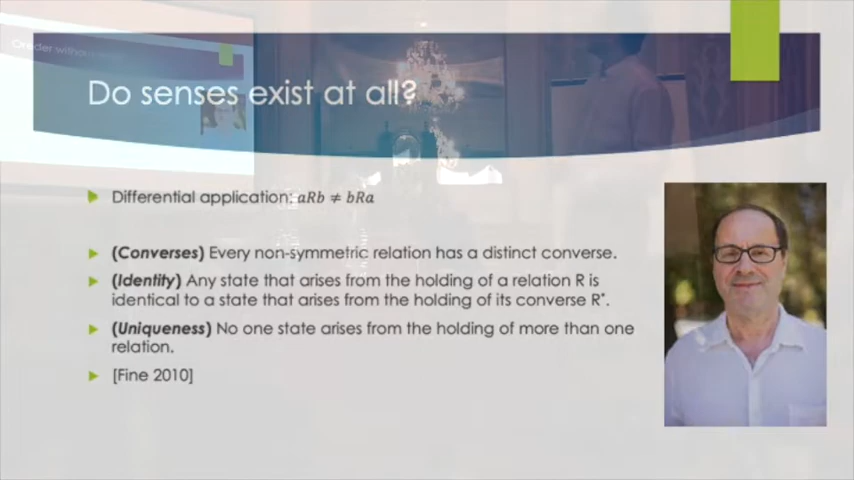 Order
Do senses exist at all?
Differential application: aRb ≠ bRa
(Converses) Every non-symmetric relation has a distinct converse.
(Identity) Any state that arises from the holding of a relation R is
identical to a state that arises from the holding of its converse R*.
(Uniqueness) No one state arises from the holding of more than one
relation.
[Fine 2010]